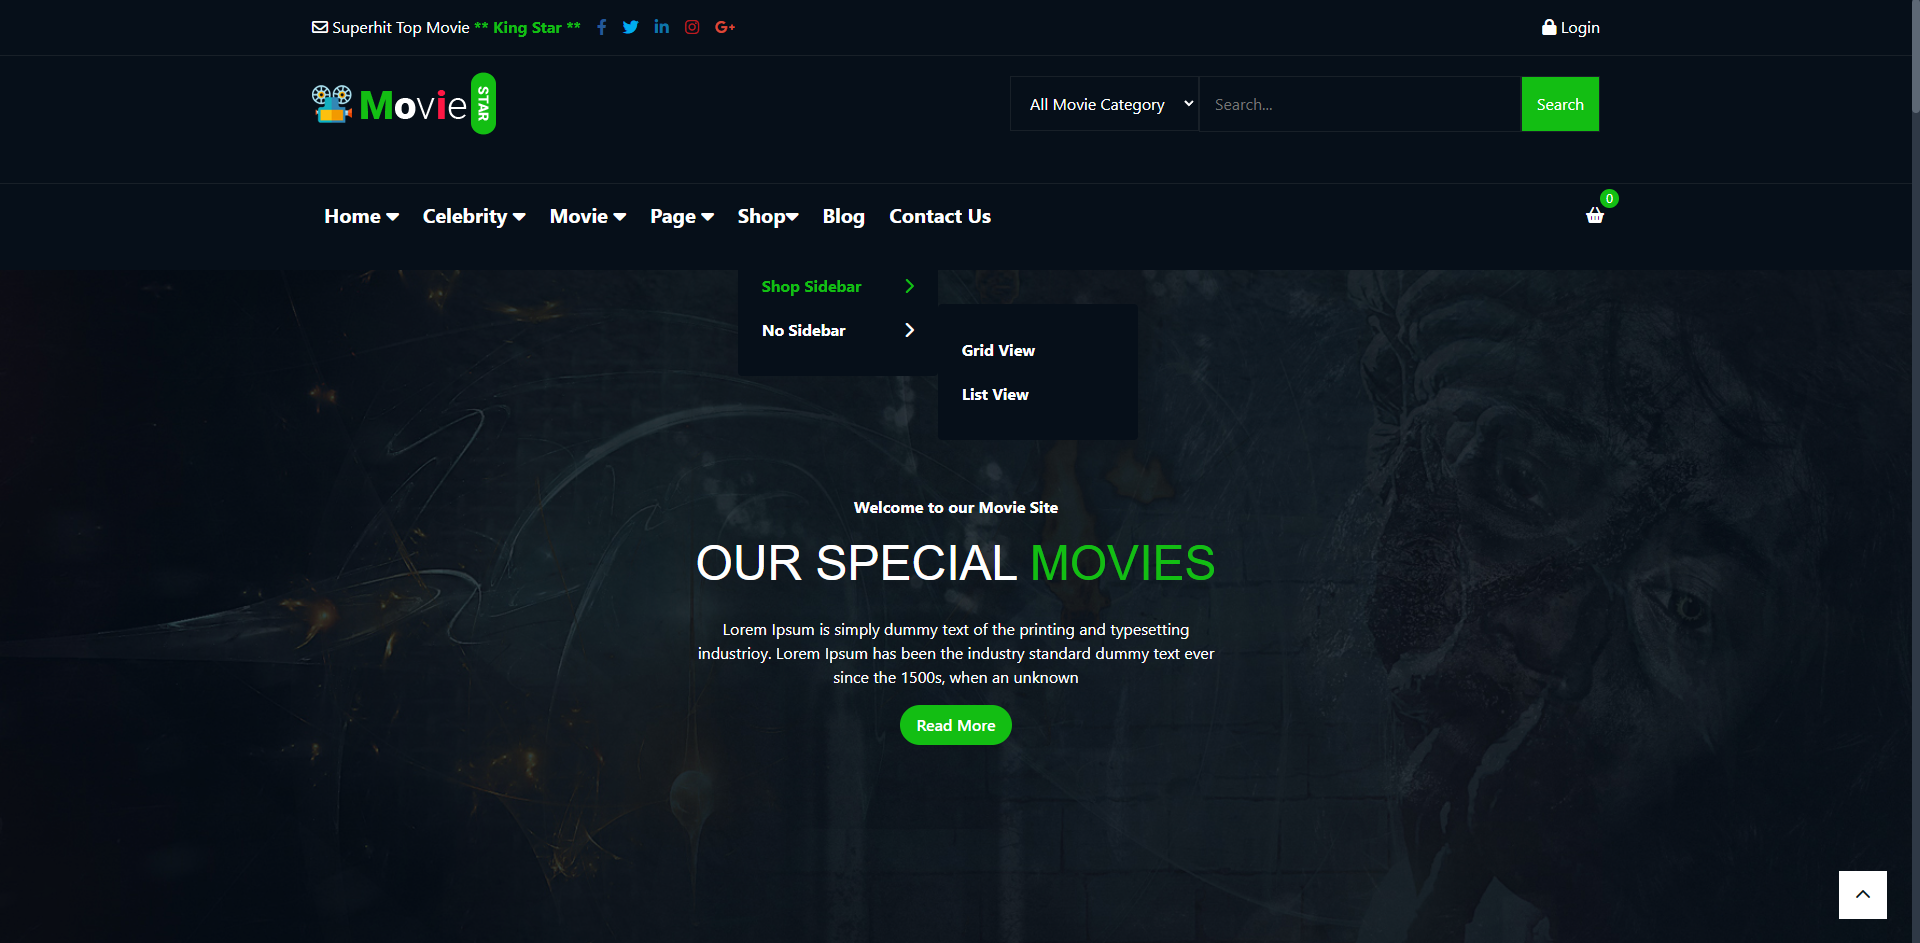 Superhit Top Movie ** King Star **
Login
Movie STAR
All Movie Category
Search...
Search
Home
Celebrity
Movie
Page
Shop
Blog
Contact Us
0
Shop Sidebar
No Sidebar
Grid View
List View
Welcome to our Movie Site
OUR SPECIAL MOVIES
Lorem Ipsum is simply dummy text of the printing and typesetting
industrioy. Lorem Ipsum has been the industry standard dummy text ever
since the 1500s, when an unknown
Read More